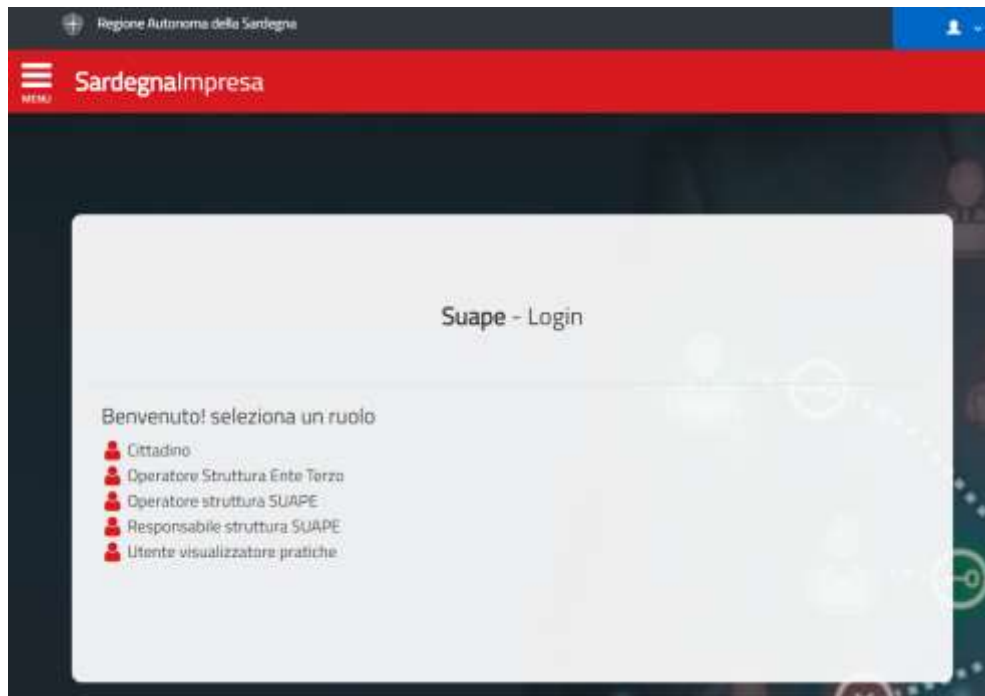 Regione Autonoma della Sardegna
MENU
SardegnaImpresa
Suape - Login
Benvenuto! seleziona un ruolo
Cittadino
Operatore Struttura Ente Terzo
Operatore struttura SUAPE
Responsabile struttura SUAPE
Utente visualizzatore pratiche